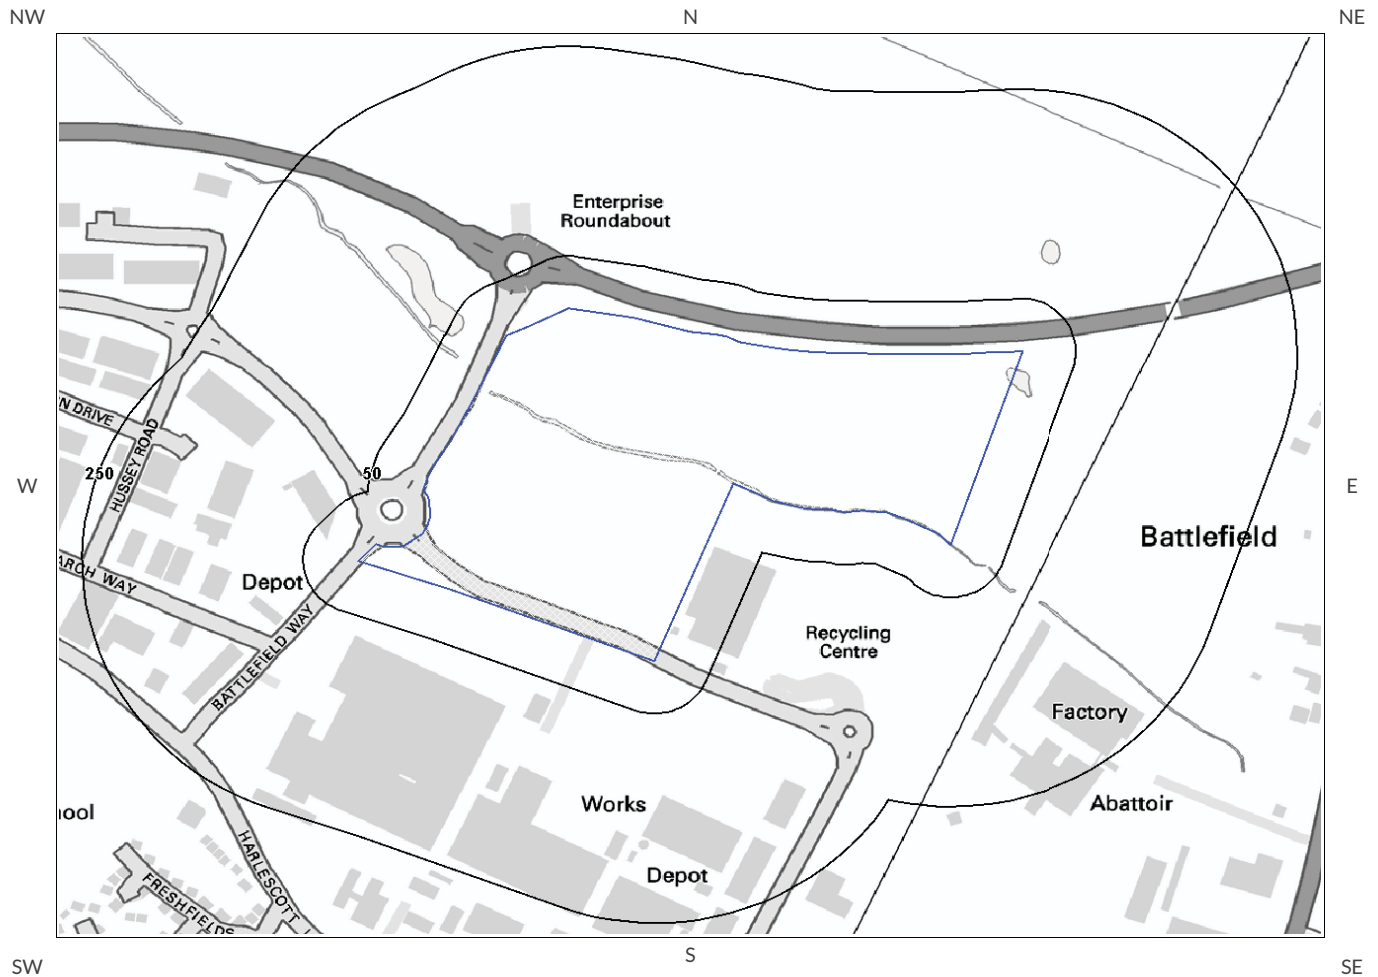 NW
N
NE
Enterprise
Roundabout
N DRIVE
HUSSEY ROAD
250
50
W
E
Battlefield
ARCH WAY
Depot
BATTLEFIELD WAY
Recycling
Centre
Factory
Works
Abattoir
ool
HARLESCOTT
Depot
FRESHFIELDS
SW
S
SE